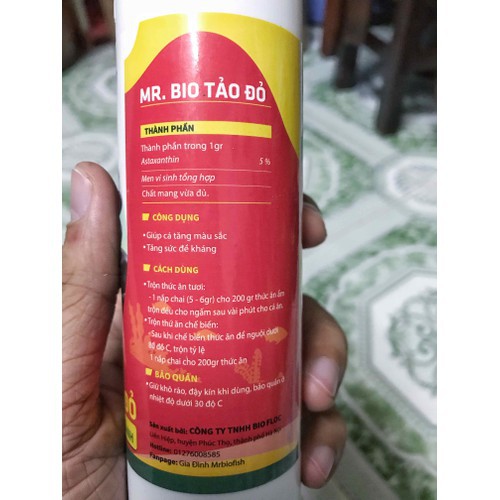 MR. BIO TẢO ĐỎ
THÀNH PHẦN
Thành phần trong 1gr
Astaxanthin 5 %
Men vi sinh tổng hợp
Chất mang vừa đủ.
CÔNG DỤNG
•Giúp cá tăng màu sắc
•Tăng sức đề kháng
CÁCH DÙNG
•Trộn thức ăn tươi:
- 1 nắp chai (5 - 6gr) cho 200 gr thức ăn ẩm
trộn đều cho ngấm sau vài phút cho cá ăn.
•Trộn thứ ăn chế biến:
-Sau khi chế biến thức ăn để nguội dưới
độ C, trộn tỷ lệ
1 nắp chai cho 200gr thức ăn
BẢO QUẢN
•Giữ khô ráo, đậy kín khi dùng, bảo quản ở
nhiệt độ dưới 30 độ C
Sản xuất bởi: CÔNG TY TNHH BIO FLOC
Liên Hiệp, huyện Phúc Thọ, thành phố Hà
Hotline: 01276008585
Fanpage: Gia Đình Mrbiofish
ĐỎ